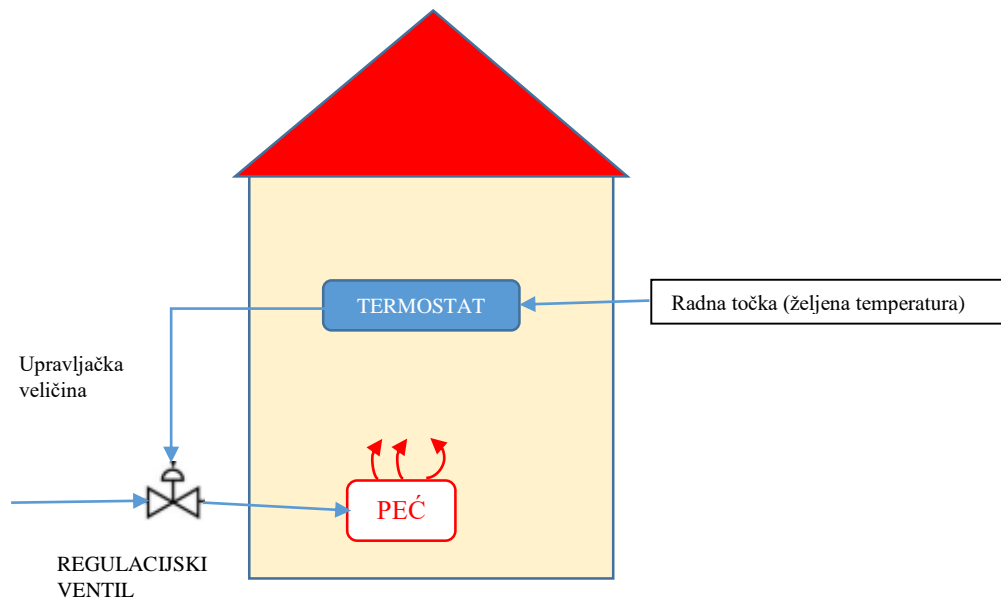 TERMOSTAT
Radna točka (željena temperatura)
Upravljačka
veličina
PEĆ
REGULACIJSKI
VENTIL